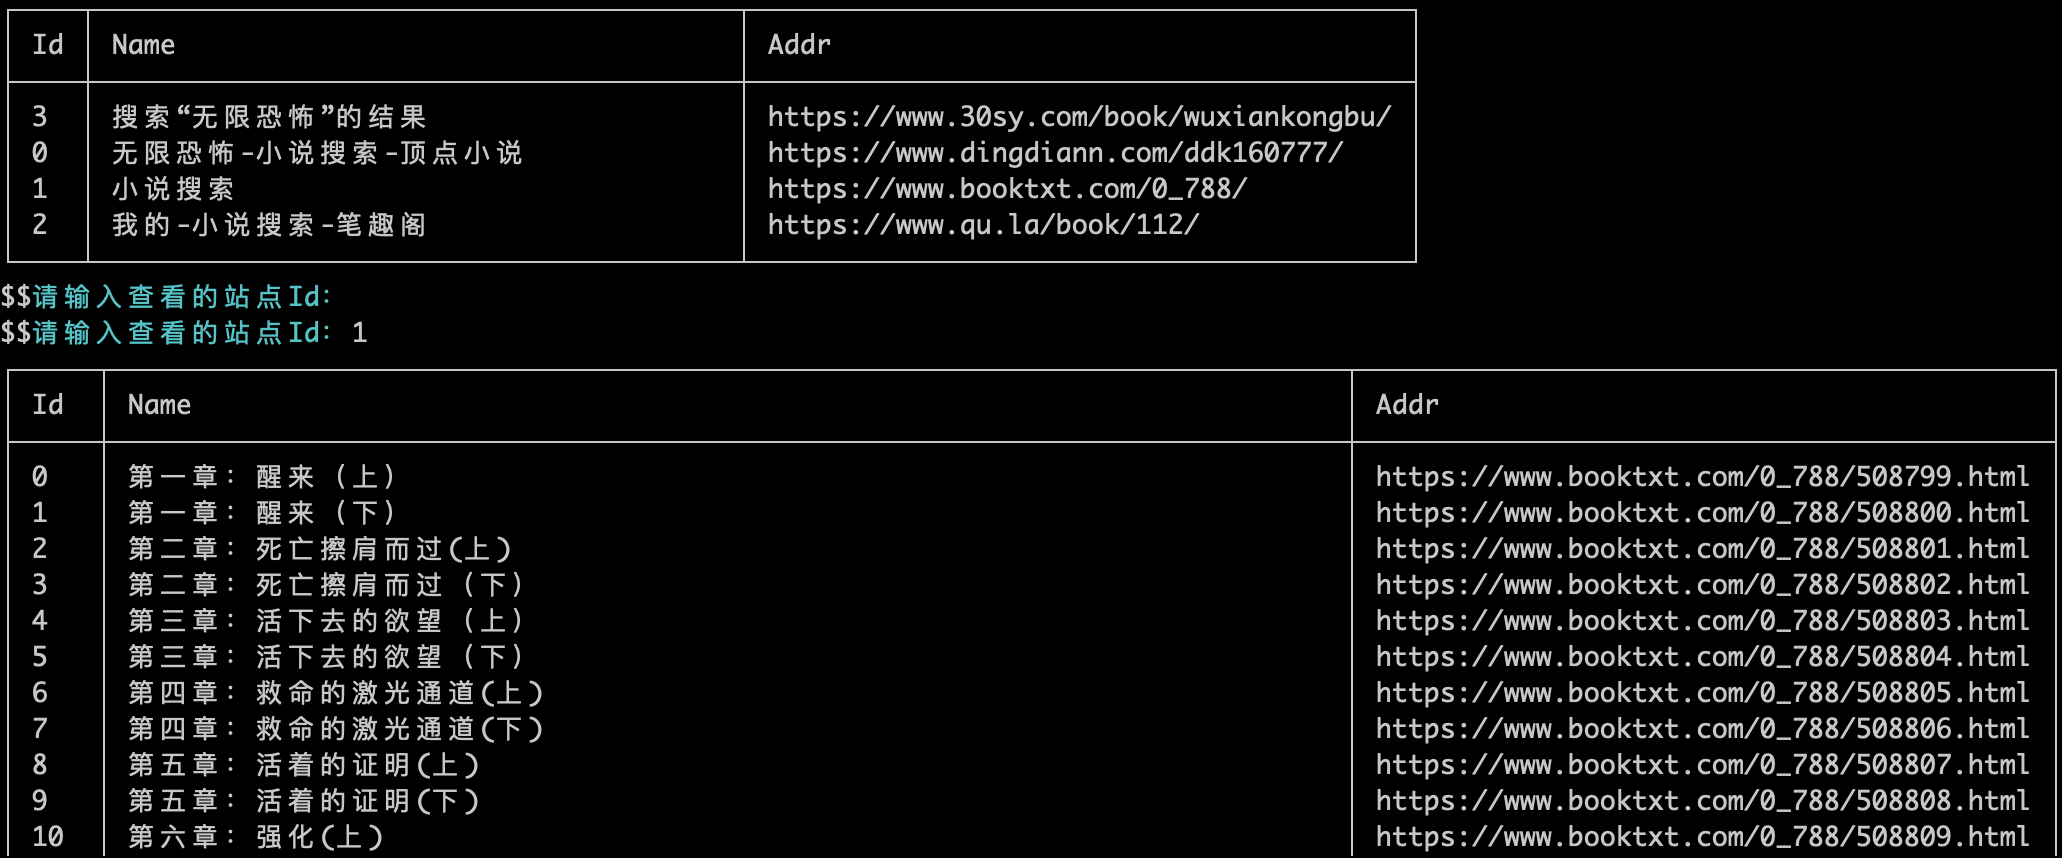 Id Name Addr
3 搜索“无限恐怖”的结果 https://www.30sy.com/book/wuxiankongbu/
0 无限恐怖-小说搜索-顶点小说 https://www.dingdiann.com/ddk160777/
1 小说搜索 https://www.booktxt.com/0_788/
2 我的-小说搜索-笔趣阁 https://www.qu.la/book/112/
$$请输入查看的站点Id:
$$请输入查看的站点Id: 1
Id Name Addr
0 第一章：醒来（上） https://www.booktxt.com/0_788/508799.html
1 第一章：醒来（下） https://www.booktxt.com/0_788/508800.html
2 第二章：死亡擦肩而过(上) https://www.booktxt.com/0_788/508801.html
3 第二章：死亡擦肩而过（下） https://www.booktxt.com/0_788/508802.html
4 第三章：活下去的欲望（上） https://www.booktxt.com/0_788/508803.html
5 第三章：活下去的欲望（下） https://www.booktxt.com/0_788/508804.html
6 第四章：救命的激光通道(上) https://www.booktxt.com/0_788/508805.html
7 第四章：救命的激光通道(下) https://www.booktxt.com/0_788/508806.html
8 第五章：活着的证明(上) https://www.booktxt.com/0_788/508807.html
9 第五章：活着的证明(下) https://www.booktxt.com/0_788/508808.html
10 第六章：强化(上) https://www.booktxt.com/0_788/508809.html